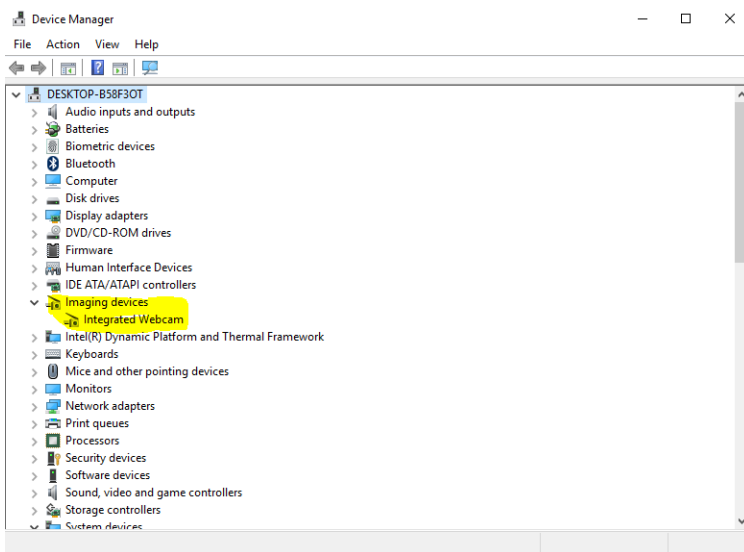 Device Manager
File Action View Help
DESKTOP-B58F3OT
Audio inputs and outputs
Batteries
Biometric devices
Bluetooth
Computer
Disk drives
Display adapters
DVD/CD-ROM drives
Firmware
Human Interface Devices
IDE ATA/ATAPI controllers
Imaging devices
Integrated Webcam
Intel(R) Dynamic Platform and Thermal Framework
Keyboards
Mice and other pointing devices
Monitors
Network adapters
Print queues
Processors
Security devices
Software devices
Sound, video and game controllers
Storage controllers
System devices